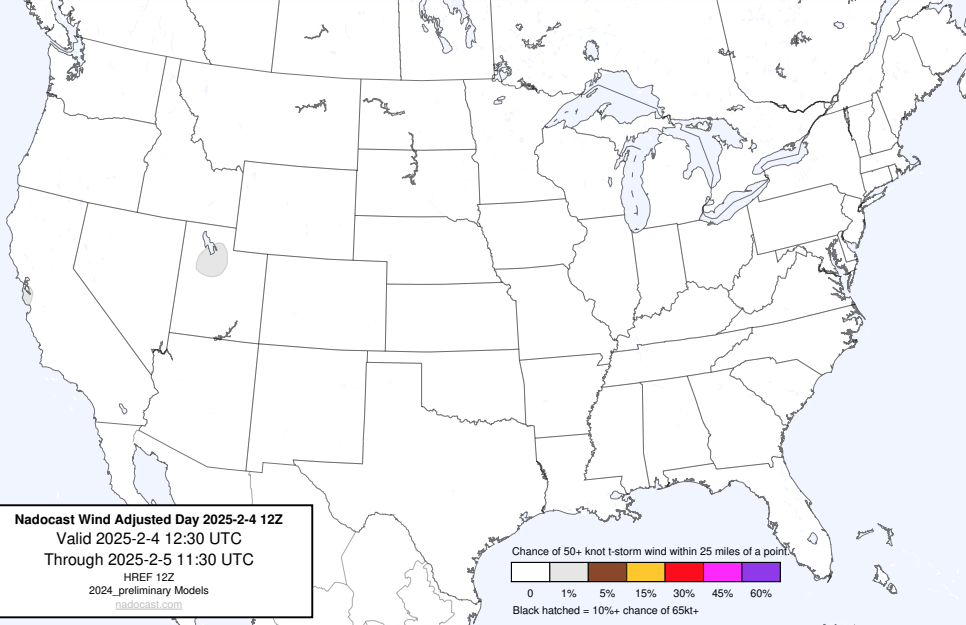 Nadocast Wind Adjusted Day 2025-2-4 12Z
Valid 2025-2-4 12:30 UTC
Through 2025-2-5 11:30 UTC
HREF 12Z
2024_preliminary Models
nadocast.com
Chance of 50+ knot t-storm wind within 25 miles of a point.
0 1% 5% 15% 30% 45% 60%
Black hatched = 10%+ chance of 65kt+